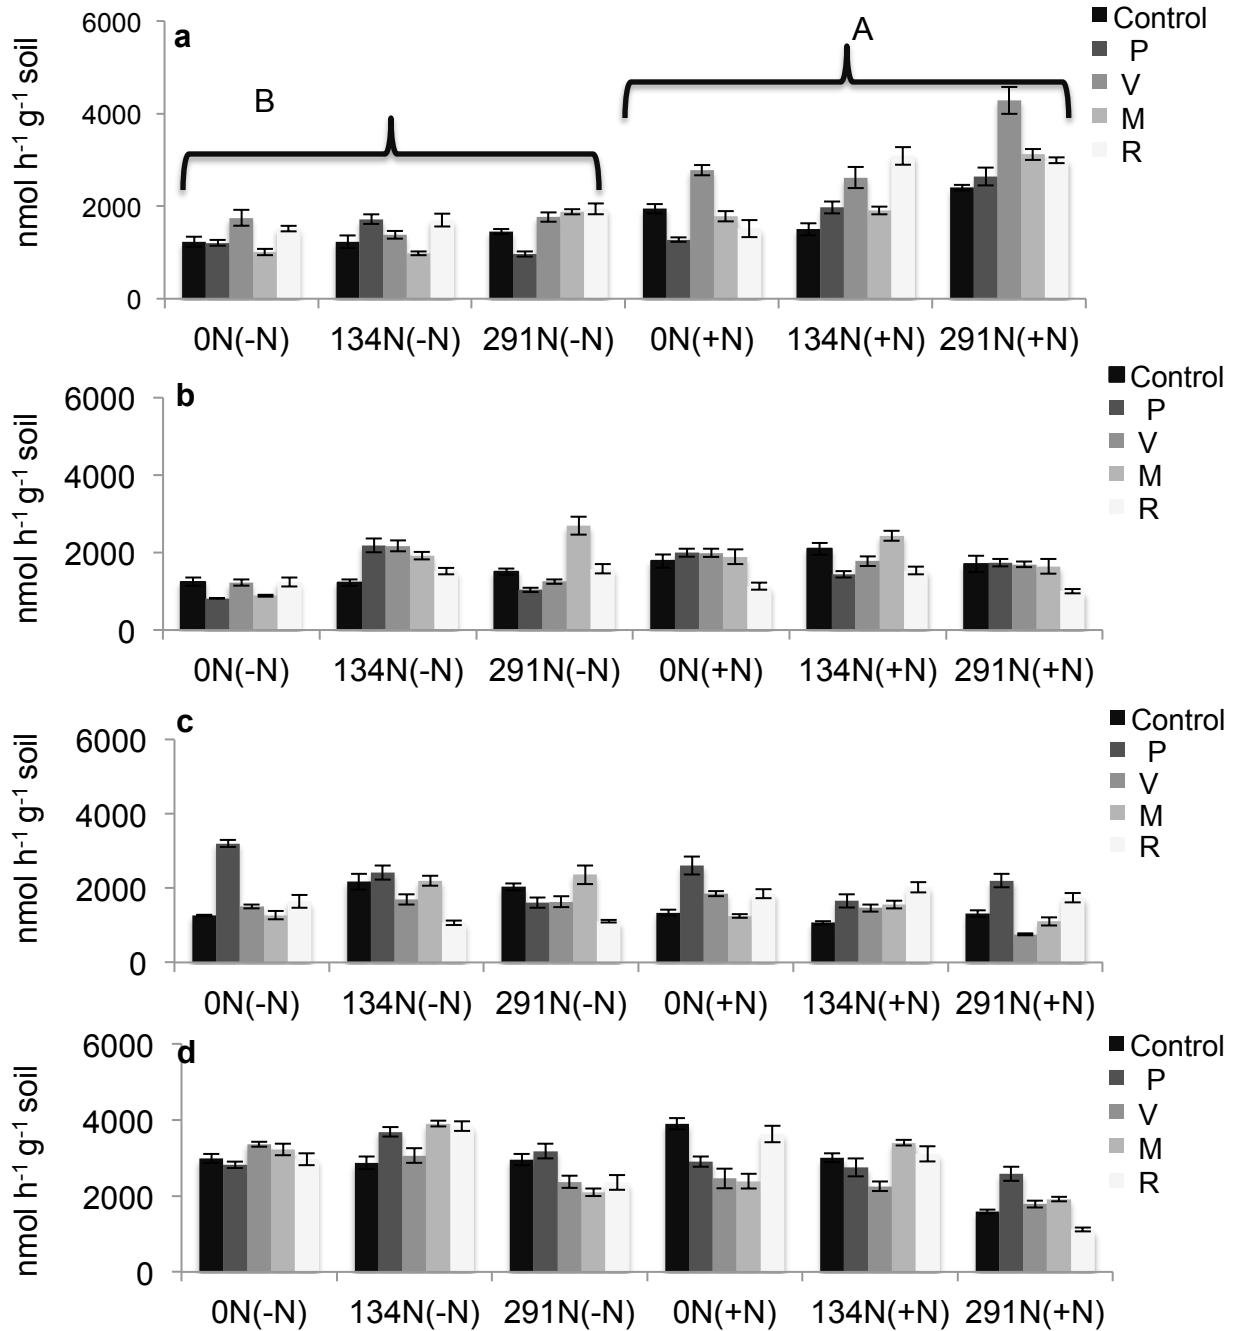 a
nmol h-1 g-1 soil
6000
4000
2000
0
B
A
Control
P
V
M
R
0N(-N) 134N(-N) 291N(-N) 0N(+N) 134N(+N) 291N(+N)
b
nmol h-1 g-1 soil
6000
4000
2000
0
Control
P
V
M
R
0N(-N) 134N(-N) 291N(-N) 0N(+N) 134N(+N) 291N(+N)
c
nmol h-1 g-1 soil
6000
4000
2000
0
Control
P
V
M
R
0N(-N) 134N(-N) 291N(-N) 0N(+N) 134N(+N) 291N(+N)
d
nmol h-1 g-1 soil
6000
4000
2000
0
Control
P
V
M
R
0N(-N) 134N(-N) 291N(-N) 0N(+N) 134N(+N) 291N(+N)